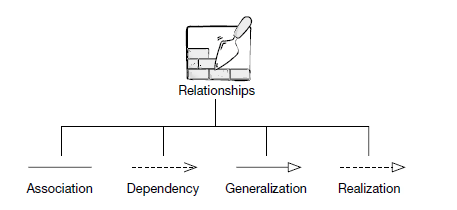 Relationships
Association
Dependency
Generalization
Realization